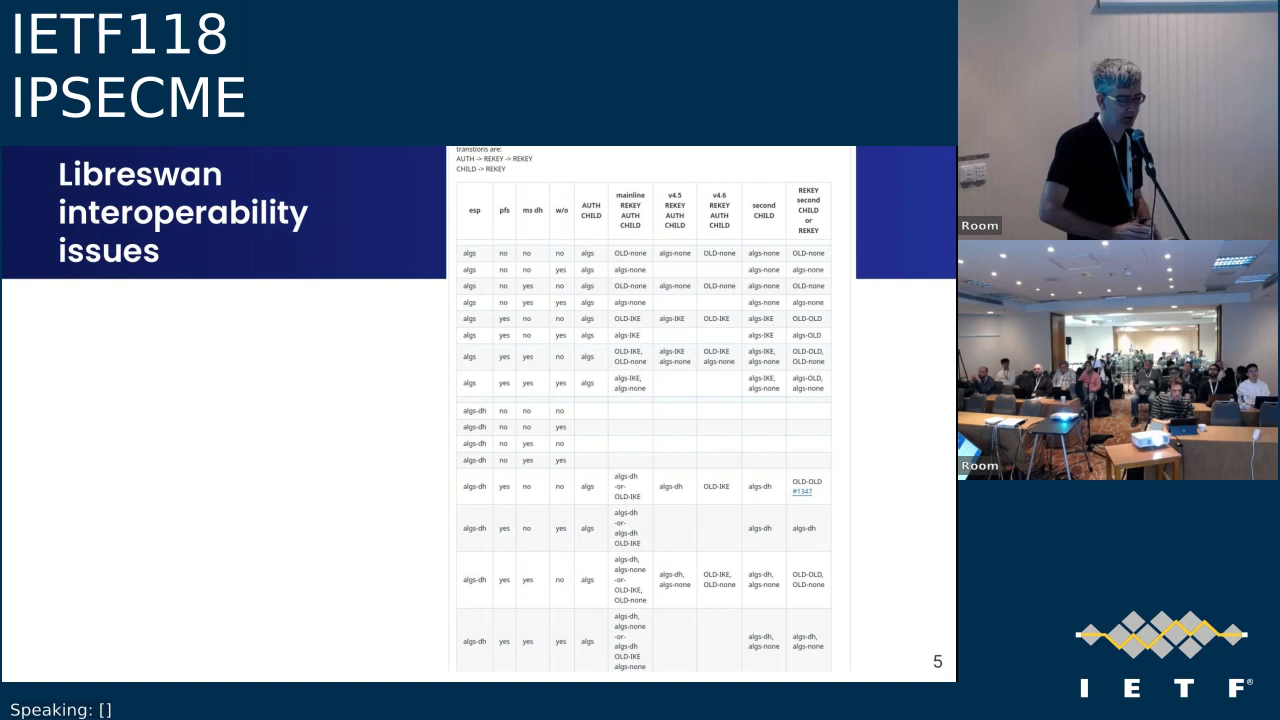 IETF118
IPSECME
Libreswan
interoperability
issues
transtions are:
AUTH -> REKEY -> REKEY
CHILD -> REKEY
esp pfs ms dh w/o AUTH CHILD mainline REKEY AUTH CHILD v4.5 REKEY AUTH CHILD v4.6 REKEY AUTH CHILD second CHILD REKEY second CHILD or REKEY
algs no no no algs OLD-none algs-none OLD-none algs-none OLD-none
algs no no yes algs algs-none algs-none algs-none
algs no yes no algs OLD-none algs-none OLD-none algs-none OLD-none
algs no yes yes algs algs-none algs-none algs-none
algs yes no no algs OLD-IKE algs-IKE OLD-IKE algs-IKE OLD-OLD
algs yes no yes algs algs-IKE algs-IKE algs-OLD
algs yes yes no algs OLD-IKE, OLD-none algs-IKE algs-none OLD-IKE algs-none algs-IKE, algs-none OLD-OLD, OLD-none
algs yes yes yes algs algs-IKE, algs-none algs-IKE, algs-none algs-OLD, algs-none
algs-dh no no no
algs-dh no no yes
algs-dh no yes no
algs-dh no yes yes
algs-dh yes no no algs algs-dh -or- OLD-IKE algs-dh OLD-IKE algs-dh OLD-OLD #1347
algs-dh yes no yes algs algs-dh -or- algs-dh OLD-IKE algs-dh algs-dh
algs-dh yes yes no algs algs-dh, algs-none -or- OLD-IKE, OLD-none algs-dh, algs-none OLD-IKE, OLD-none algs-dh, algs-none OLD-OLD, OLD-none
algs-dh yes yes yes algs algs-dh, algs-none -or- algs-dh OLD-IKE algs-none algs-dh, algs-none algs-dh, algs-none
5
Room
Room
I E T F®
Speaking: []